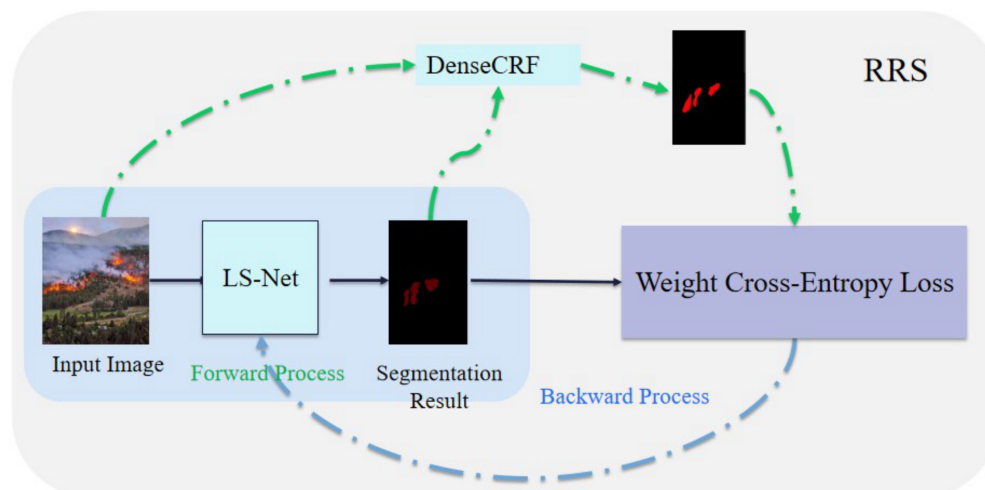 DenseCRF
RRS
LS-Net
Weight Cross-Entropy Loss
Input Image
Forward Process
Segmentation
Result
Backward Process